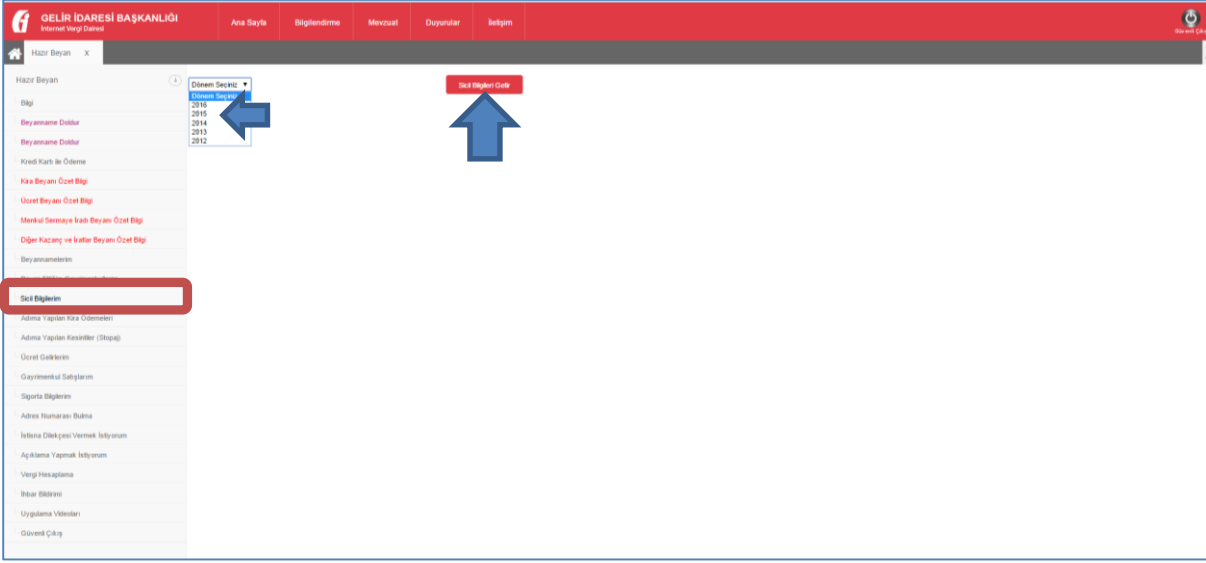 GELİR İDARESİ BAŞKANLIĞI
İnternet Vergi Dairesi
Ana Sayfa Bilgilendirme Mevzuat Duyurular İletişim
Güvenli
Hazır Beyan X
Hazır Beyan
Dönem Seçiniz
Sicil Bilgileri Getir
Dönem Seçiniz
2016
2015
2014
2013
2012
Bilgi
Beyanname Doldur
Beyanname Doldur
Kredi Kartı ile Ödeme
Kira Beyanı Özet Bilgi
Ücret Beyanı Özet Bilgi
Menkul Sermaye İradı Beyanı Özet Bilgi
Diğer Kazanç ve İratlar Beyanı Özet Bilgi
Beyannamelerim
Sicil Bilgilerim
Adıma Yapılan Kira Ödemeleri
Adıma Yapılan Kesintiler (Stopaj)
Ücret Gelirlerim
Gayrimenkul Satışlarım
Sigorta Bilgilerim
Adres Numarası Bulma
İstisna Dilekçesi Vermek İstiyorum
Açıklama Yapmak İstiyorum
Vergi Hesaplama
İhbar Bildirimi
Uygulama Videoları
Güvenli Çıkış